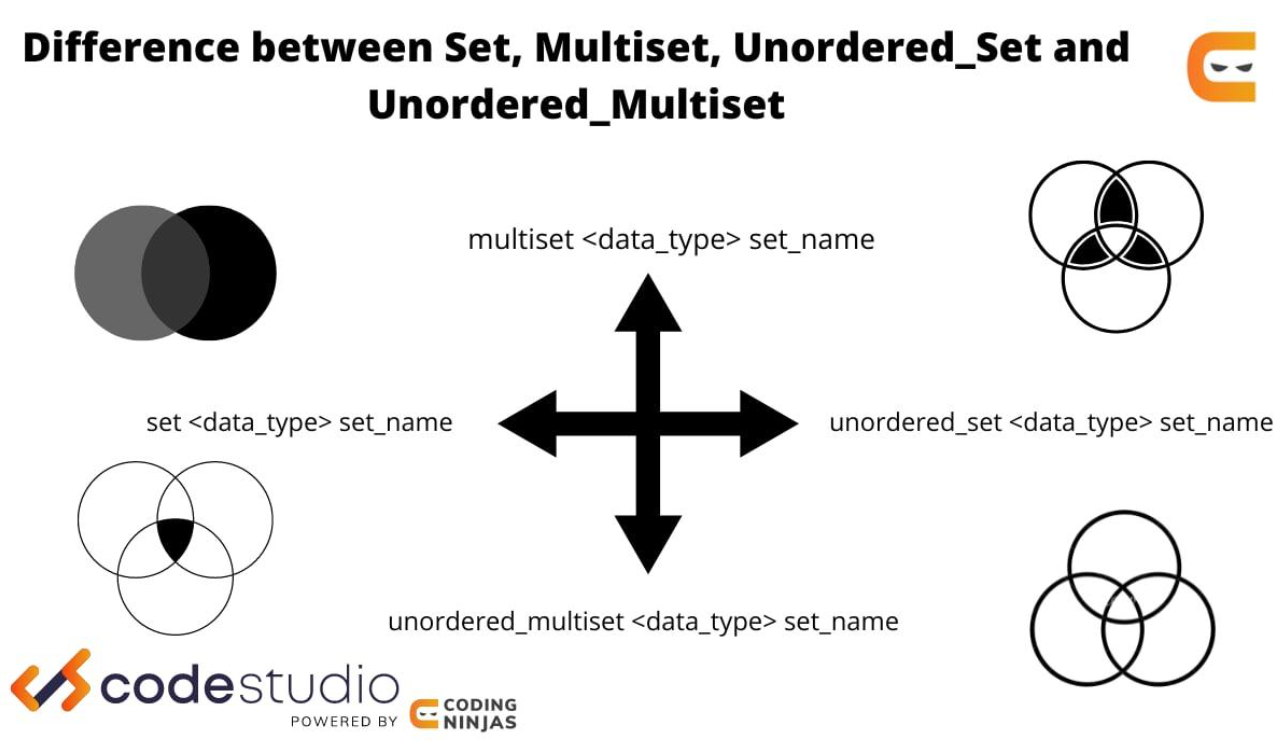 Difference between Set, Multiset, Unordered_Set and
Unordered_Multiset
multiset <data_type> set_name
set <data_type> set_name
unordered_set <data_type> set_name
unordered_multiset <data_type> set_name
codestudio
POWERED BY
CODING
NINJAS